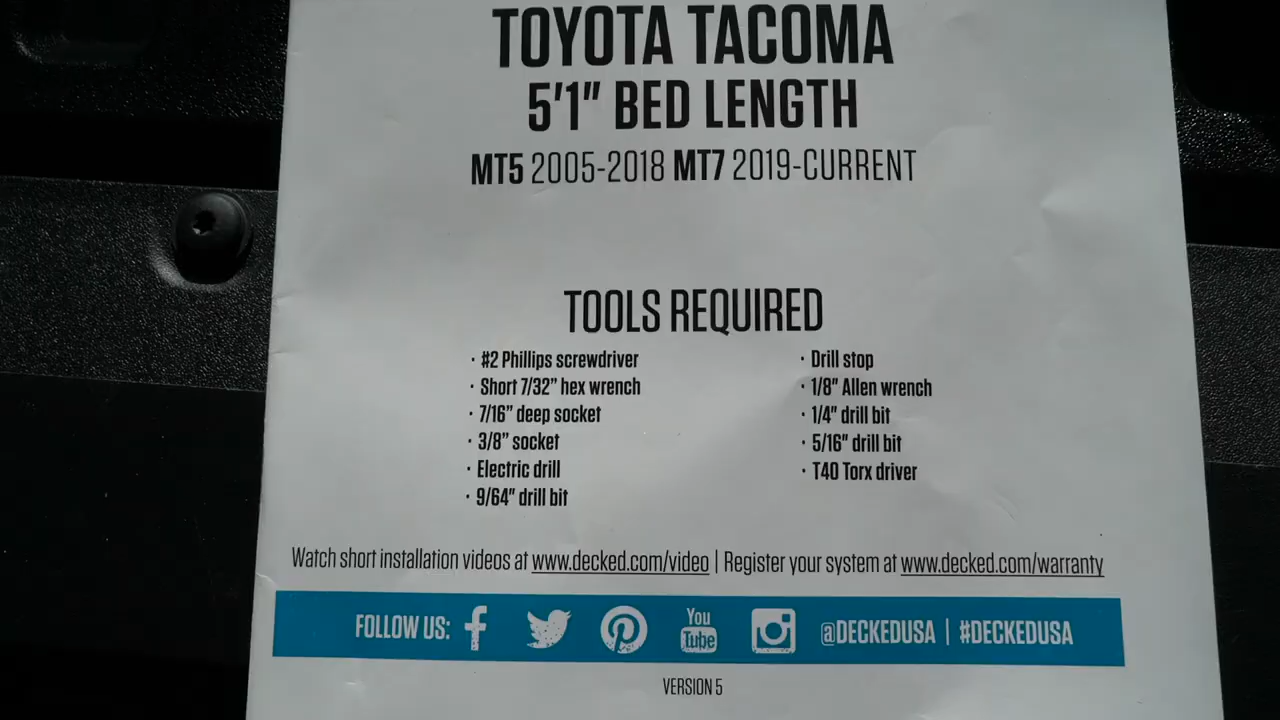 TOYOTA TACOMA
5'1" BED LENGTH
MT5 2005-2018 MT7 2019-CURRENT
TOOLS REQUIRED
· #2 Phillips screwdriver
· Short 7/32” hex wrench
· 7/16” deep socket
· 3/8” socket
· Electric drill
· 9/64" drill bit
· Drill stop
· 1/8" Allen wrench
· 1/4" drill bit
· 5/16" drill bit
· T40 Torx driver
Watch short installation videos at www.decked.com/video | Register your system at www.decked.com/warranty
FOLLOW US: You Tube @DECKEDUSA | #DECKEDUSA
VERSION 5